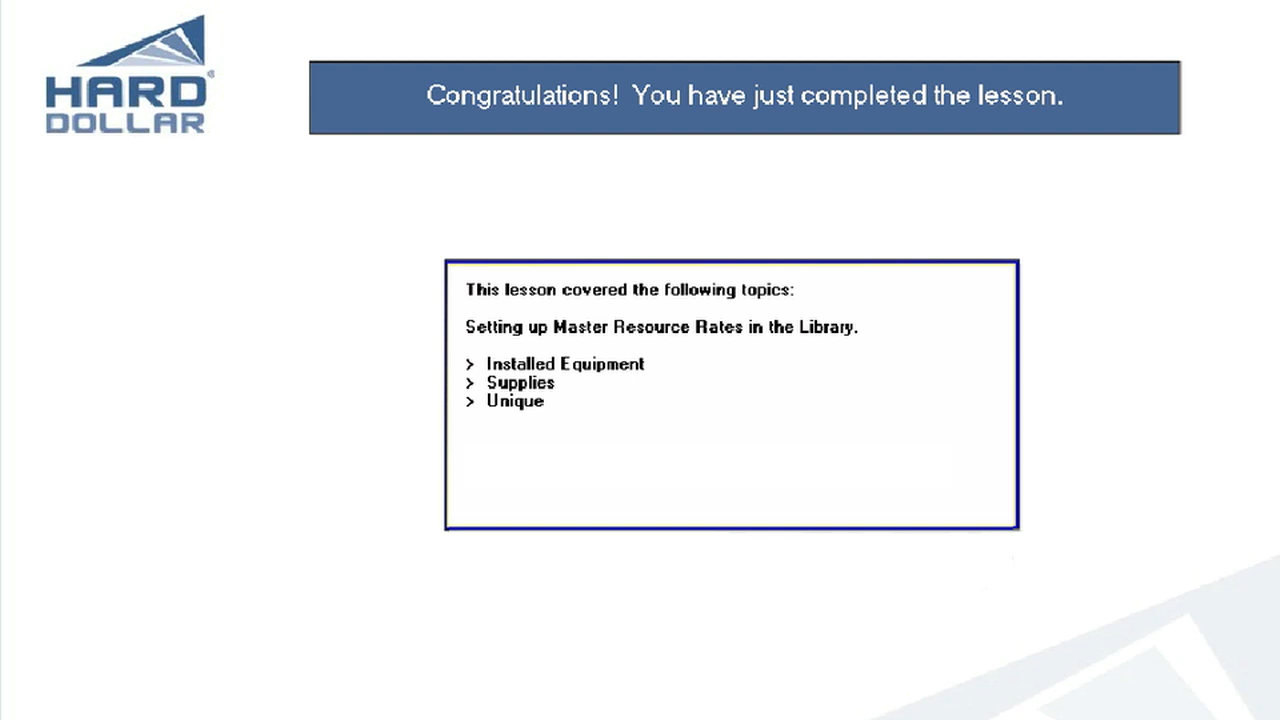 HARD
DOLLAR
®
Congratulations!  You have just completed the lesson.
This lesson covered the following topics:
Setting up Master Resource Rates in the Library.
> Installed Equipment
> Supplies
> Unique